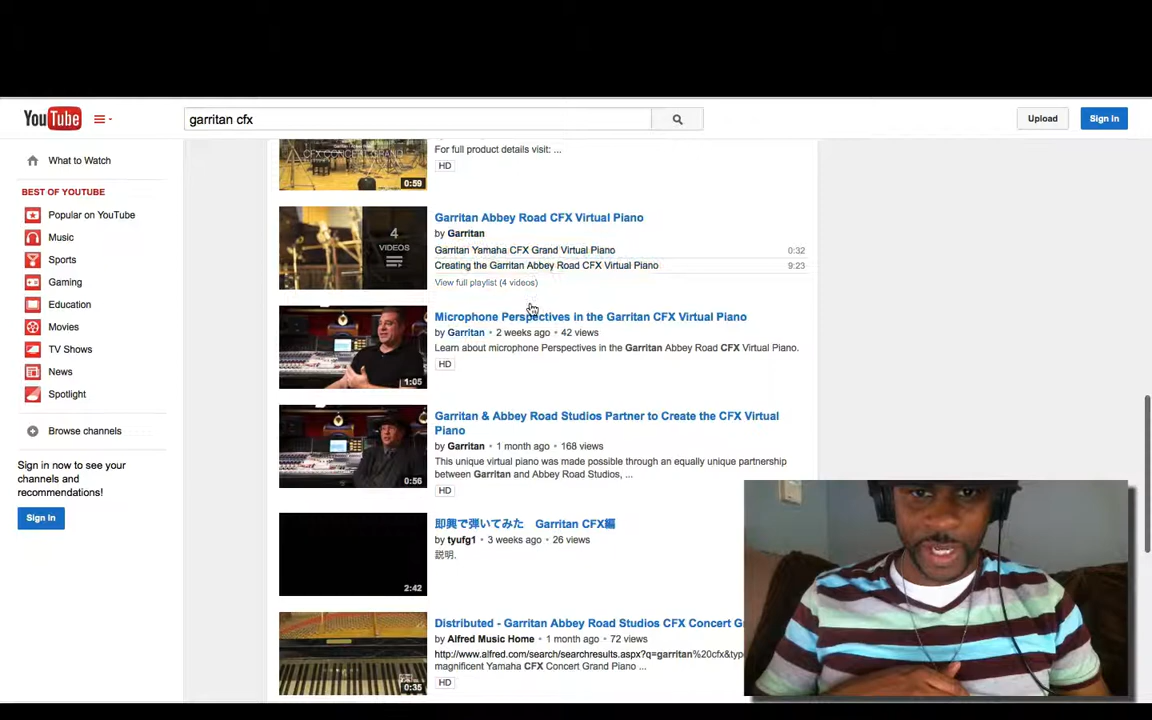 YouTube
garritan cfx
Upload
Sign in
What to Watch
BEST OF YOUTUBE
Popular on YouTube
Music
Sports
Gaming
Education
Movies
TV Shows
News
Spotlight
Browse channels
Sign in now to see your
channels and
recommendations!
Sign in
For full product details visit: ...
HD
0:59
Garritan Abbey Road CFX Virtual Piano
by Garritan
4
VIDEOS
Garritan Yamaha CFX Grand Virtual Piano 0:32
Creating the Garritan Abbey Road CFX Virtual Piano 9:23
View full playlist (4 videos)
Microphone Perspectives in the Garritan CFX Virtual Piano
by Garritan • 2 weeks ago • 42 views
Learn about microphone Perspectives in the Garritan Abbey Road CFX Virtual Piano.
HD
1:05
Garritan & Abbey Road Studios Partner to Create the CFX Virtual
Piano
by Garritan • 1 month ago • 168 views
This unique virtual piano was made possible through an equally unique partnership
between Garritan and Abbey Road Studios, ...
HD
0:56
即興で弾いてみた Garritan CFX編
by tyufg1 • 3 weeks ago • 26 views
説明.
2:42
Distributed - Garritan Abbey Road Studios CFX Concert
by Alfred Music Home • 1 month ago • 72 views
http://www.alfred.com/search/searchresults.aspx?q=garritan%20cfx&typ
magnificent Yamaha CFX Concert Grand Piano ...
HD
0:35